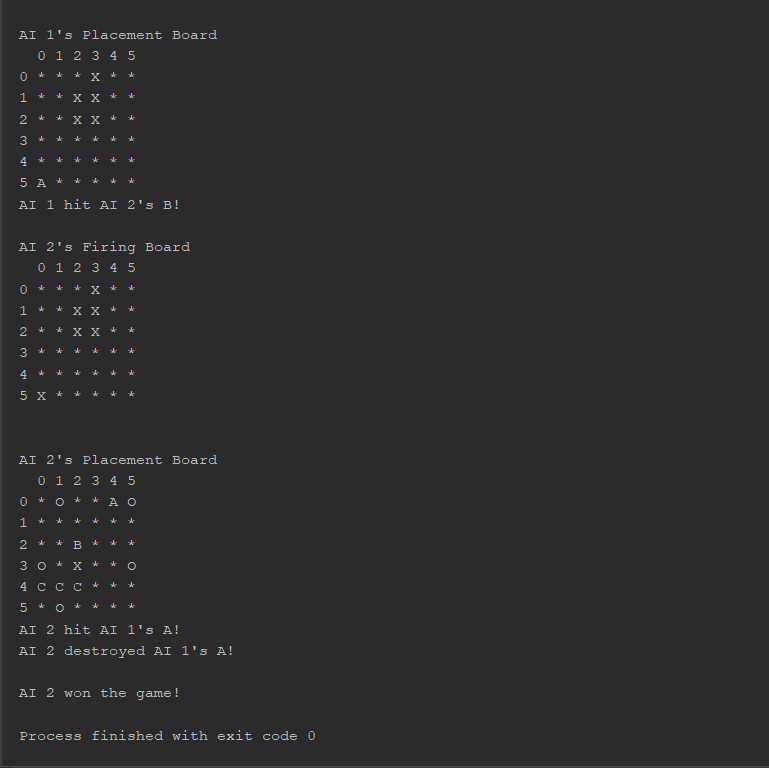 AI 1's Placement Board
  0 1 2 3 4 5
0 * * * X * *
1 * * X X * *
2 * * X X * *
3 * * * * * *
4 * * * * * *
5 A * * * * *
AI 1 hit AI 2's B!
AI 2's Firing Board
  0 1 2 3 4 5
0 * * * X * *
1 * * X X * *
2 * * X X * *
3 * * * * * *
4 * * * * * *
5 X * * * * *
AI 2's Placement Board
  0 1 2 3 4 5
0 * O * * A O
1 * * * * * *
2 * * B * * *
3 O * X * * O
4 C C C * * *
5 * O * * * *
AI 2 hit AI 1's A!
AI 2 destroyed AI 1's A!
AI 2 won the game!
Process finished with exit code 0